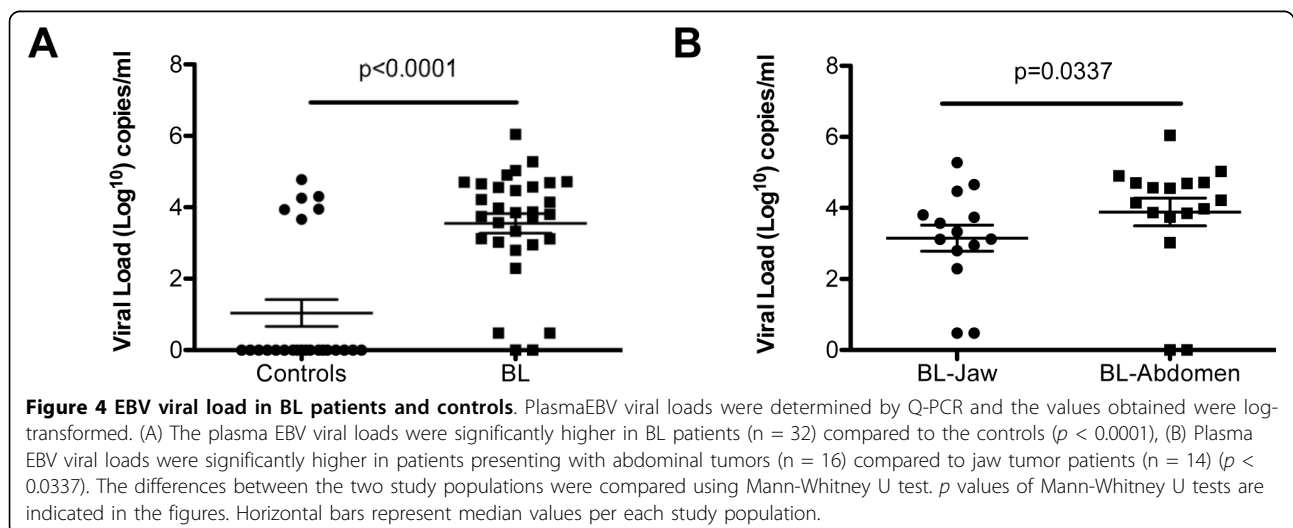 A
B
8
6
4
2
0
Viral Load (Log¹⁰) copies/ml
p<0.0001
Controls
BL
8
6
4
2
0
Viral Load (Log¹⁰) copies/ml
p=0.0337
BL-Jaw
BL-Abdomen
Figure 4 EBV viral load in BL patients and controls. PlasmaEBV viral loads were determined by Q-PCR and the values obtained were log-
transformed. (A) The plasma EBV viral loads were significantly higher in BL patients (n = 32) compared to the controls (p < 0.0001), (B) Plasma
EBV viral loads were significantly higher in patients presenting with abdominal tumors (n = 16) compared to jaw tumor patients (n = 14) (p <
0.0337). The differences between the two study populations were compared using Mann-Whitney U test. p values of Mann-Whitney U tests are
indicated in the figures. Horizontal bars represent median values per each study population.